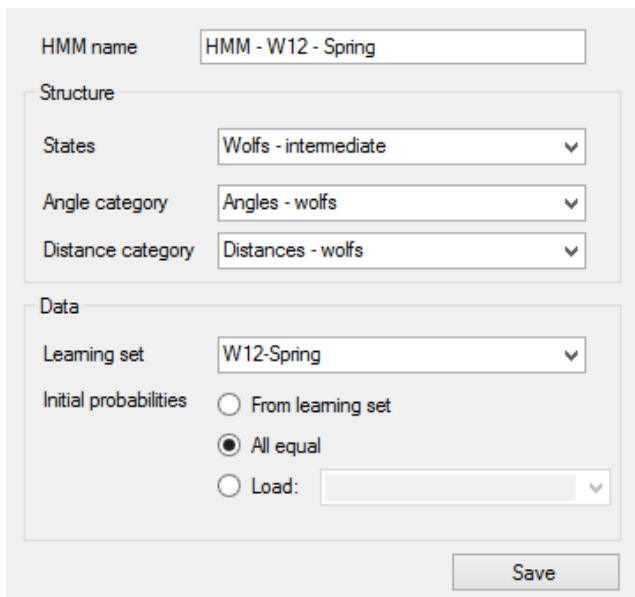 HMM name HMM - W12 - Spring
Structure
States Wolfs - intermediate
Angle category Angles - wolfs
Distance category Distances - wolfs
Data
Learning set W12-Spring
Initial probabilities From learning set
All equal
Load:
Save